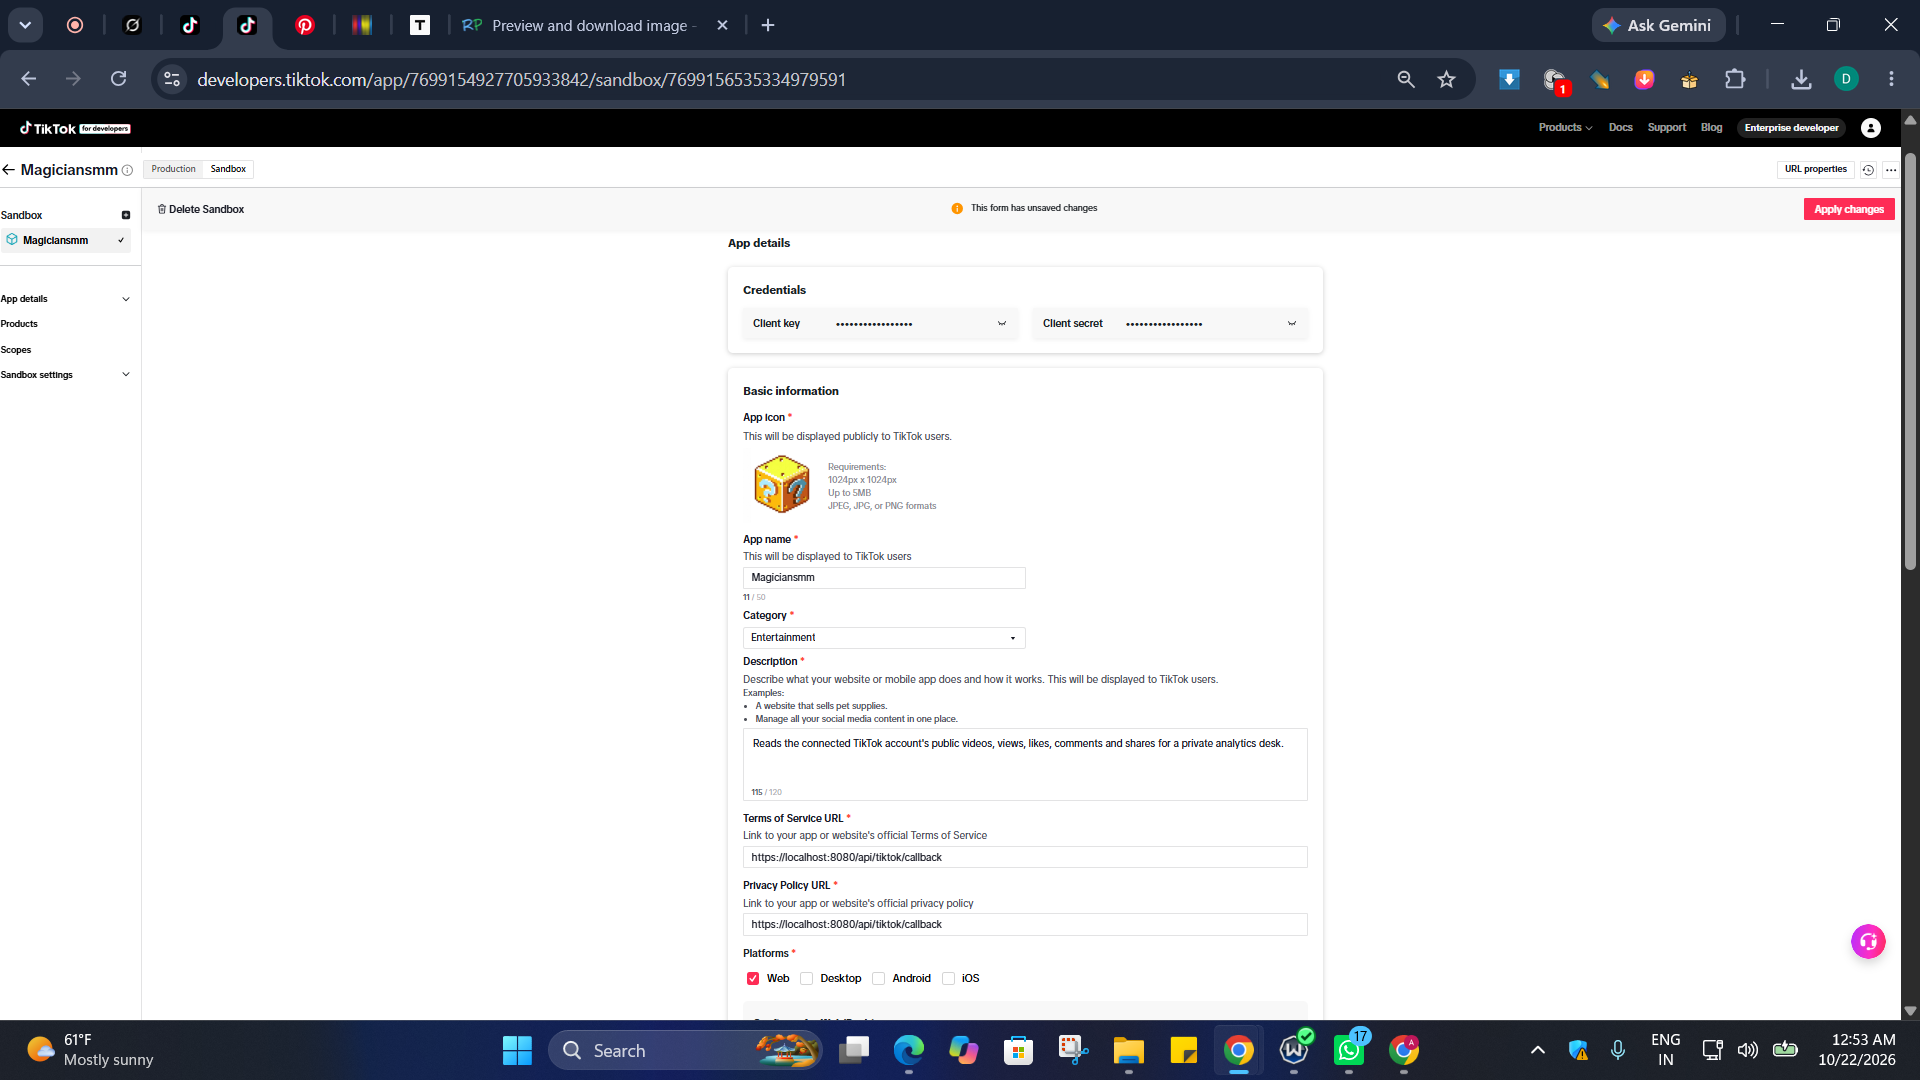 Preview and download image -
Ask Gemini
developers.tiktok.com/app/7699154927705933842/sandbox/7699156535334979591
1
D
TikTok for developers
Products
Docs
Support
Blog
Enterprise developer
Magiciansmm
Production
Sandbox
URL properties
Sandbox
Delete Sandbox
This form has unsaved changes
Apply changes
Magiciansmm
App details
Credentials
Client key
Client secret
App details
Products
Scopes
Sandbox settings
Basic information
App icon *
This will be displayed publicly to TikTok users.
Requirements:
1024px x 1024px
Up to 5MB
JPEG, JPG, or PNG formats
App name *
This will be displayed to TikTok users
Magiciansmm
11 / 50
Category *
Entertainment
Description *
Describe what your website or mobile app does and how it works. This will be displayed to TikTok users.
Examples:
• A website that sells pet supplies.
• Manage all your social media content in one place.
Reads the connected TikTok account's public videos, views, likes, comments and shares for a private analytics desk.
115 / 120
Terms of Service URL *
Link to your app or website's official Terms of Service
https://localhost:8080/api/tiktok/callback
Privacy Policy URL *
Link to your app or website's official privacy policy
https://localhost:8080/api/tiktok/callback
Platforms *
Web
Desktop
Android
iOS
61°F
Mostly sunny
Search
17
ENG
IN
12:53 AM
10/22/2026